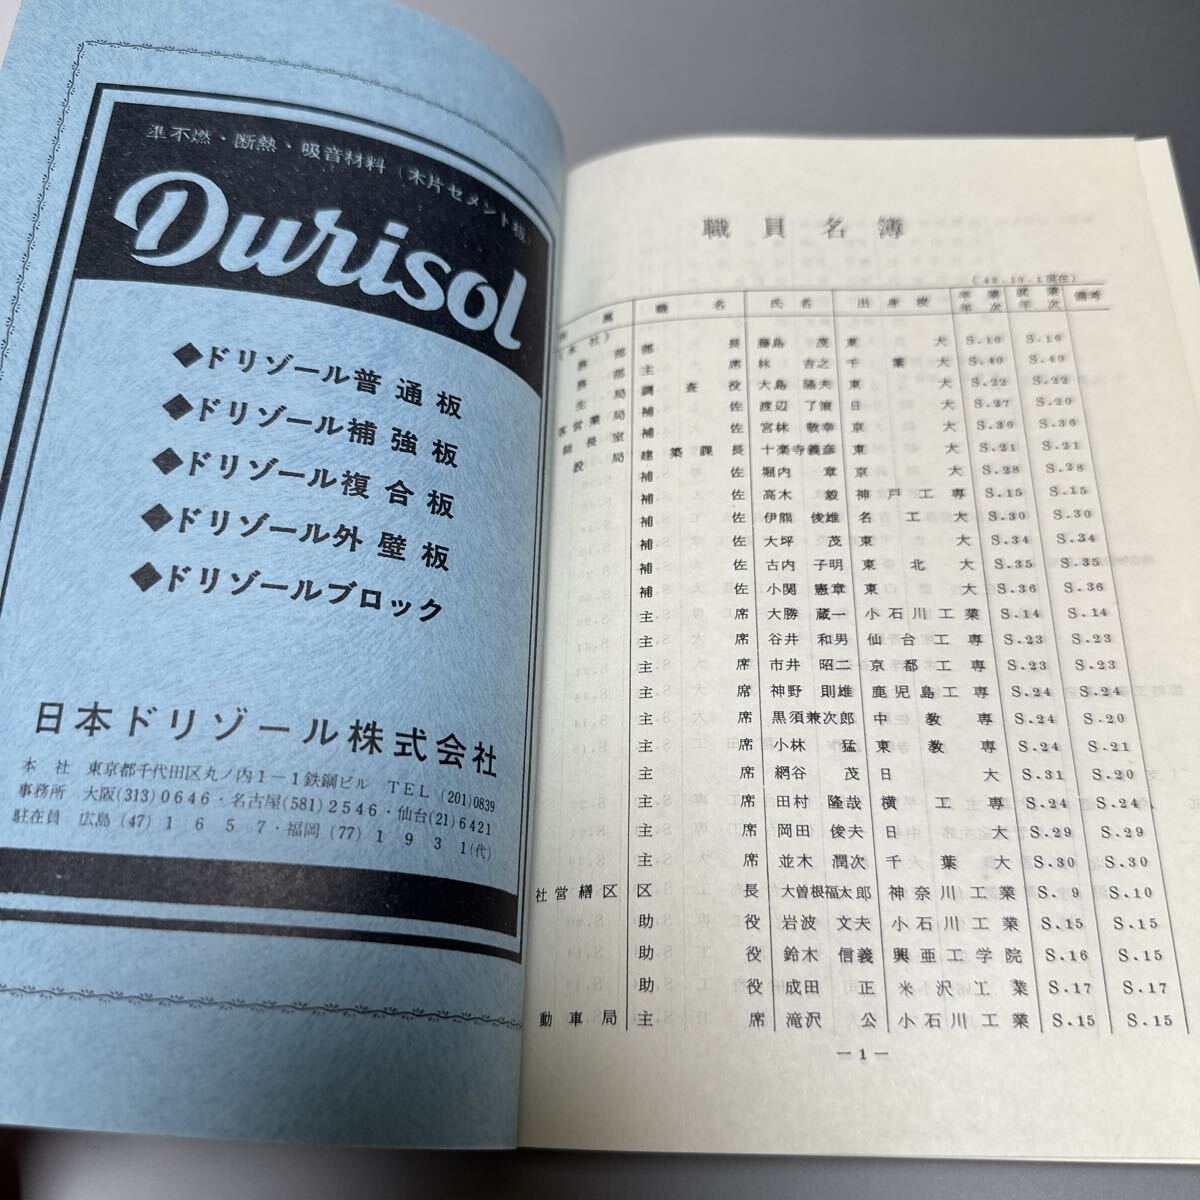 準不燃・断熱・吸音材料（木片セメント板）
Durisol
◆ドリゾール普通板
◆ドリゾール補強板
◆ドリゾール複合板
◆ドリゾール外壁板
◆ドリゾールブロック
日本ドリゾール株式会社
本社 東京都千代田区丸ノ内1-1鉄鋼ビル TEL (201)0839
事務所 大阪(313)0646・名古屋(581)2546・仙台(21)6421
駐在員 広島(47)1657・福岡(77)1931(代)
職員名簿
10.1現在)
属 職名 氏名 出身校 卒業年次 就業年次 備考
本社)
部長 藤島 茂 東大 S.16 S.16
主席 林 吉之 千葉大 S.40 S.40
局 調査役 大島 隆夫 東大 S.22 S.22
客営業局 補佐 渡辺 了策 日大 S.27 S.20
師長室 補佐 宮林 敬幸 京大 S.36 S.36
設局 建築課長 十楽寺義彦 東大 S.21 S.21
補佐 堀内 章 京大 S.28 S.28
補佐 高木 毅 神戸工専 S.15 S.15
補佐 伊熊 俊雄 名工大 S.30 S.30
補佐 大坪 茂 東大 S.34 S.34
補佐 古内 子明 東北大 S.35 S.35
補佐 小関 憲章 東大 S.36 S.36
主席 大勝 蔵一 小石川工業 S.14 S.14
主席 谷井 和男 仙台工専 S.23 S.23
主席 市井 昭二 京都工専 S.23 S.23
主席 神野 則雄 鹿児島工専 S.24 S.24
主席 黒須兼次郎 中教専 S.24 S.20
主席 小林 猛 東教専 S.24 S.21
主席 網谷 茂 日大 S.31 S.20
主席 田村 隆哉 横工専 S.24 S.24
主席 岡田 俊夫 日大 S.29 S.29
主席 並木 潤次 千葉大 S.30 S.30
社営繕区 区長 大曽根福太郎 神奈川工業 S.9 S.10
助役 岩波 文夫 小石川工業 S.15 S.15
助役 鈴木 信義 興亜工学院 S.16 S.15
助役 成田 正 米沢工業 S.17 S.17
動車局 主席 滝沢 公 小石川工業 S.15 S.15
－1－